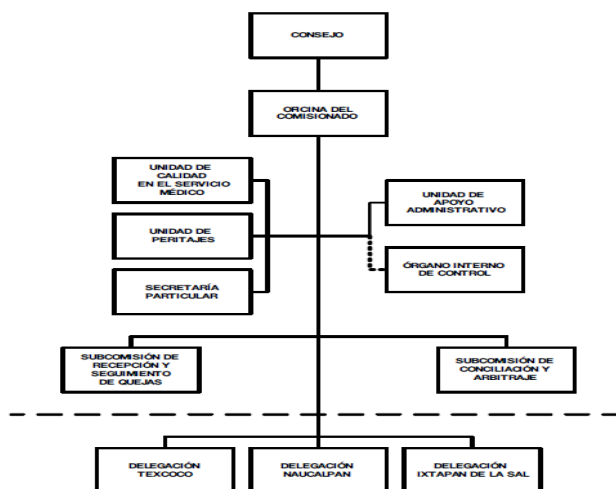 CONSEJO
OFICINA DEL
COMISIONADO
UNIDAD DE
CALIDAD
EN EL SERVICIO
MÉDICO
UNIDAD DE
APOYO
ADMINISTRATIVO
UNIDAD DE
PERITAJES
ÓRGANO INTERNO
DE CONTROL
SECRETARÍA
PARTICULAR
SUBCOMISIÓN DE
RECEPCIÓN Y
SEGUIMIENTO
DE QUEJAS
SUBCOMISIÓN DE
CONCILIACIÓN Y
ARBITRAJE
DELEGACIÓN
TEXCOCO
DELEGACIÓN
NAUCALPAN
DELEGACIÓN
IXTAPAN DE LA SAL